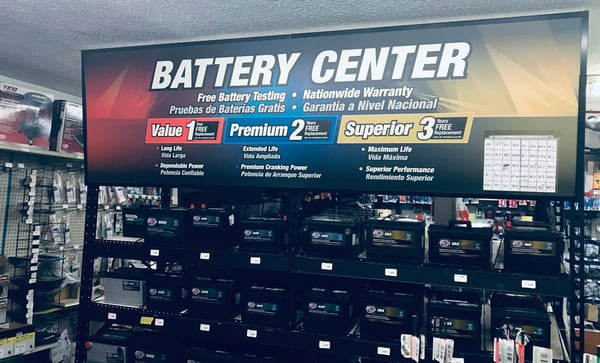 BATTERY CENTER
Free Battery Testing • Nationwide Warranty
Pruebas de Baterías Gratis • Garantía a Nivel Nacional
Value 1 Years FREE Replacement
Premium 2 Years FREE Replacement
Superior 3 Years FREE Replacement
• Long Life
Vida Larga
• Dependable Power
Potencia Confiable
• Extended Life
Vida Ampliada
• Premium Cranking Power
Potencia de Arranque Superior
• Maximum Life
Vida Máxima
• Superior Performance
Rendimiento Superior